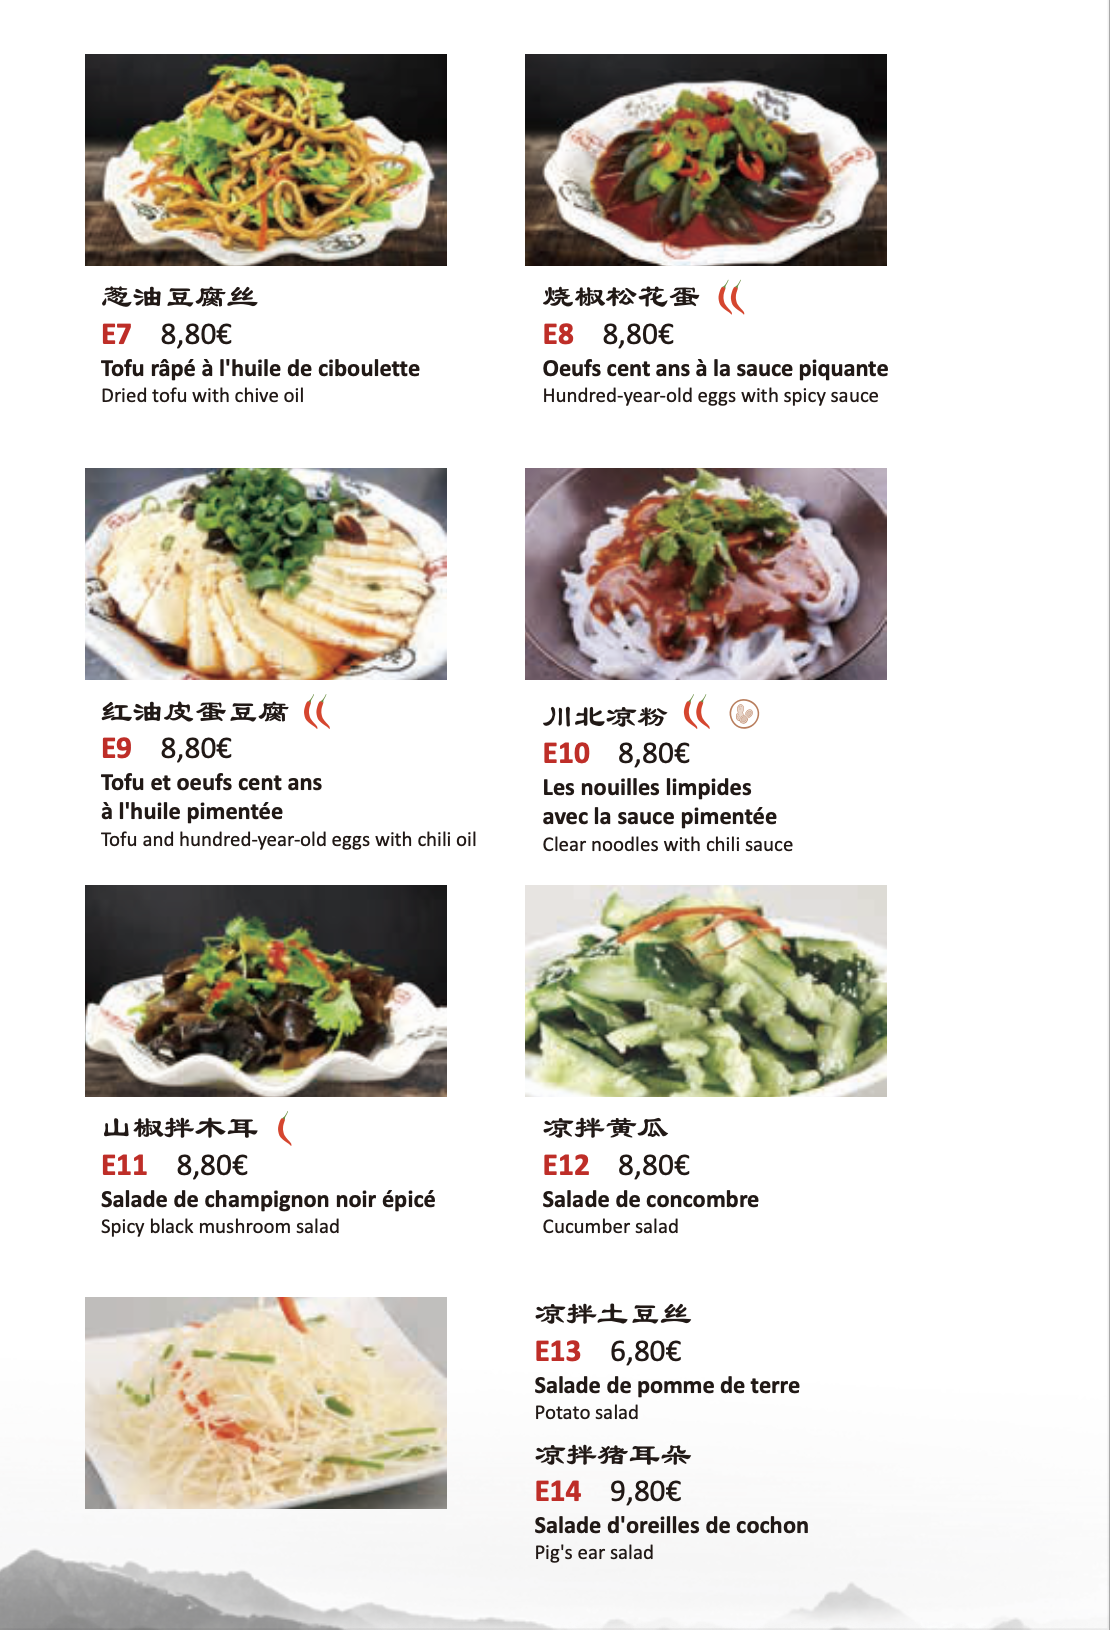 葱油豆腐丝
E7 8,80€
Tofu râpé à l'huile de ciboulette
Dried tofu with chive oil
烧椒松花蛋
E8 8,80€
Oeufs cent ans à la sauce piquante
Hundred-year-old eggs with spicy sauce
红油皮蛋豆腐
E9 8,80€
Tofu et oeufs cent ans
à l'huile pimentée
Tofu and hundred-year-old eggs with chili oil
川北凉粉
E10 8,80€
Les nouilles limpides
avec la sauce pimentée
Clear noodles with chili sauce
山椒拌木耳
E11 8,80€
Salade de champignon noir épicé
Spicy black mushroom salad
凉拌黄瓜
E12 8,80€
Salade de concombre
Cucumber salad
凉拌土豆丝
E13 6,80€
Salade de pomme de terre
Potato salad
凉拌猪耳朵
E14 9,80€
Salade d'oreilles de cochon
Pig's ear salad